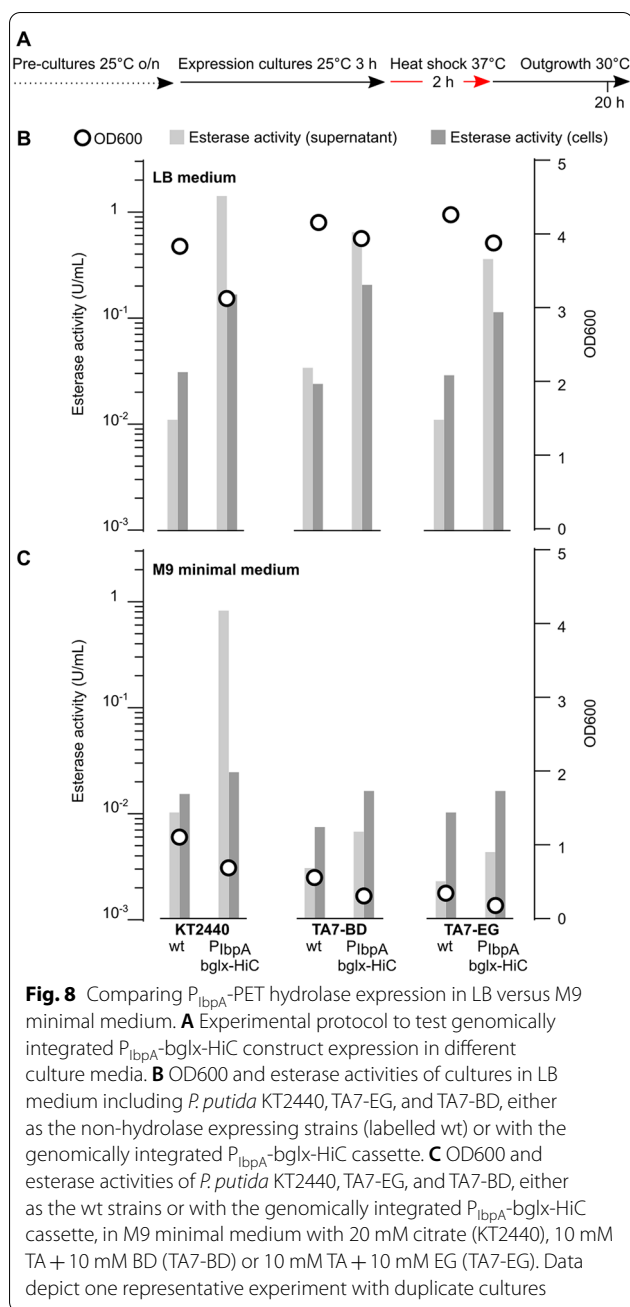 A
Pre-cultures 25°C o/n
Expression cultures 25°C 3 h
Heat shock 37°C
2 h
Outgrowth 30°C
20 h
B
OD600
Esterase activity (supernatant)
Esterase activity (cells)
LB medium
Esterase activity (U/mL)
1
10-1
10-2
10-3
5
4
3
2
1
0
OD600
C
M9 minimal medium
Esterase activity (U/mL)
1
10-1
10-2
10-3
5
4
3
2
1
0
OD600
KT2440
TA7-BD
TA7-EG
wt
PIbpA
bglx-HiC
wt
PIbpA
bglx-HiC
wt
PIbpA
bglx-HiC
Fig. 8 Comparing PIbpA-PET hydrolase expression in LB versus M9
minimal medium. A Experimental protocol to test genomically
integrated PIbpA-bglx-HiC construct expression in different
culture media. B OD600 and esterase activities of cultures in LB
medium including P. putida KT2440, TA7-EG, and TA7-BD, either
as the non-hydrolase expressing strains (labelled wt) or with the
genomically integrated PIbpA-bglx-HiC cassette. C OD600 and
esterase activities of P. putida KT2440, TA7-EG, and TA7-BD, either
as the wt strains or with the genomically integrated PIbpA-bglx-HiC
cassette, in M9 minimal medium with 20 mM citrate (KT2440), 10 mM
TA + 10 mM BD (TA7-BD) or 10 mM TA + 10 mM EG (TA7-EG). Data
depict one representative experiment with duplicate cultures